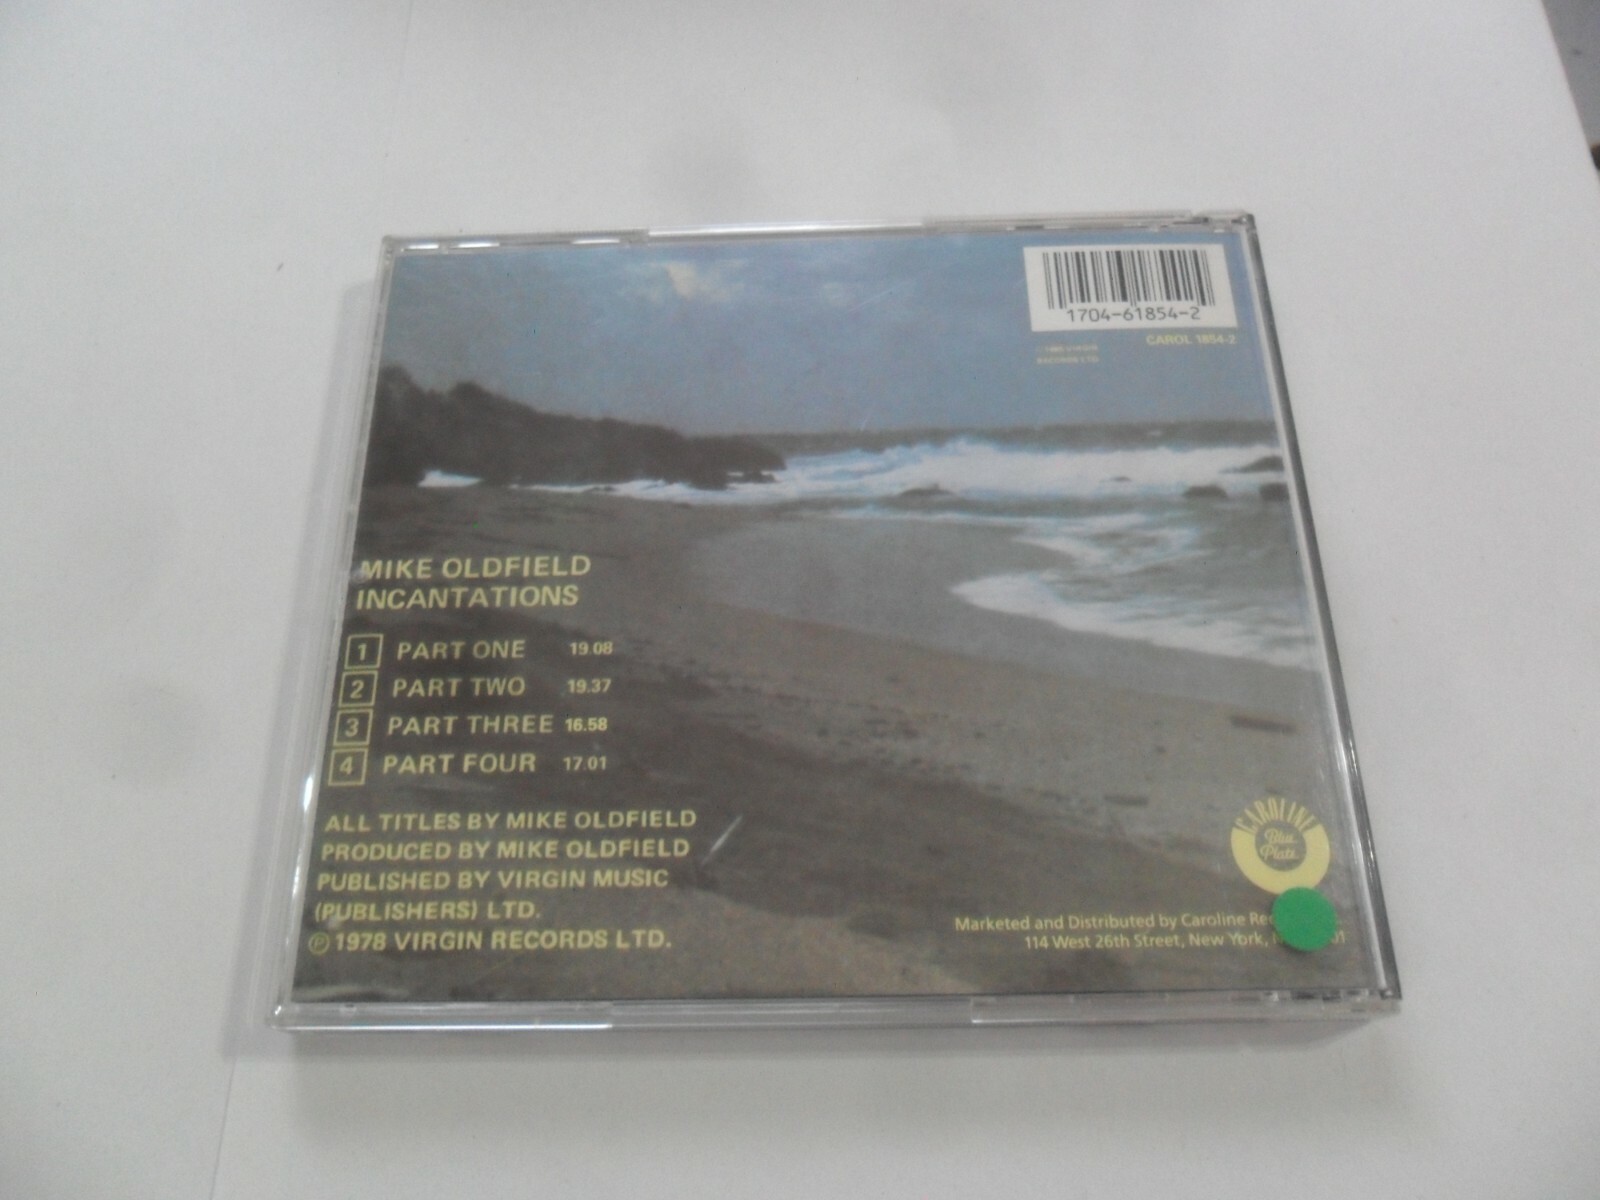 1704-61854-2
CAROL 1854-2
RECORDS LTD.
MIKE OLDFIELD
INCANTATIONS
1 PART ONE 19.08
2 PART TWO 19.37
3 PART THREE 16.58
4 PART FOUR 17.01
ALL TITLES BY MIKE OLDFIELD
PRODUCED BY MIKE OLDFIELD
PUBLISHED BY VIRGIN MUSIC
(PUBLISHERS) LTD.
Ⓟ 1978 VIRGIN RECORDS LTD.
CAROLINE
Blue
Plate
Marketed and Distributed by Caroline
114 West 26th Street, New York,